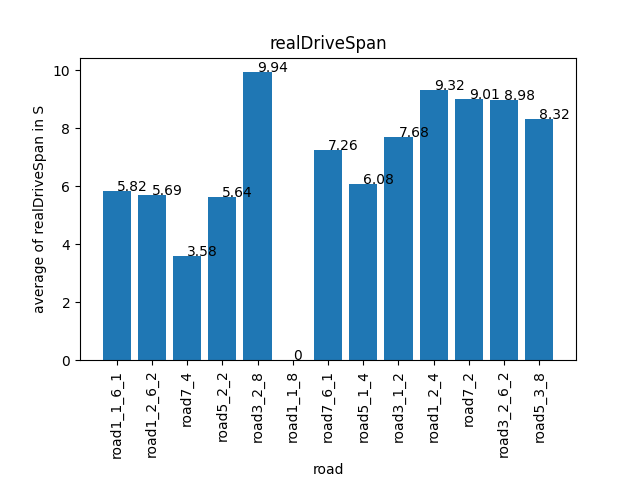 realDriveSpan
average of realDriveSpan in S
10
8
6
4
2
0
5.82
5.69
3.58
5.64
9.94
0
7.26
6.08
7.68
9.32
9.01
8.98
8.32
road1_1_6_1
road1_2_6_2
road7_4
road5_2_2
road3_2_8
road1_1_8
road7_6_1
road5_1_4
road3_1_2
road1_2_4
road7_2
road3_2_6_2
road5_3_8
road